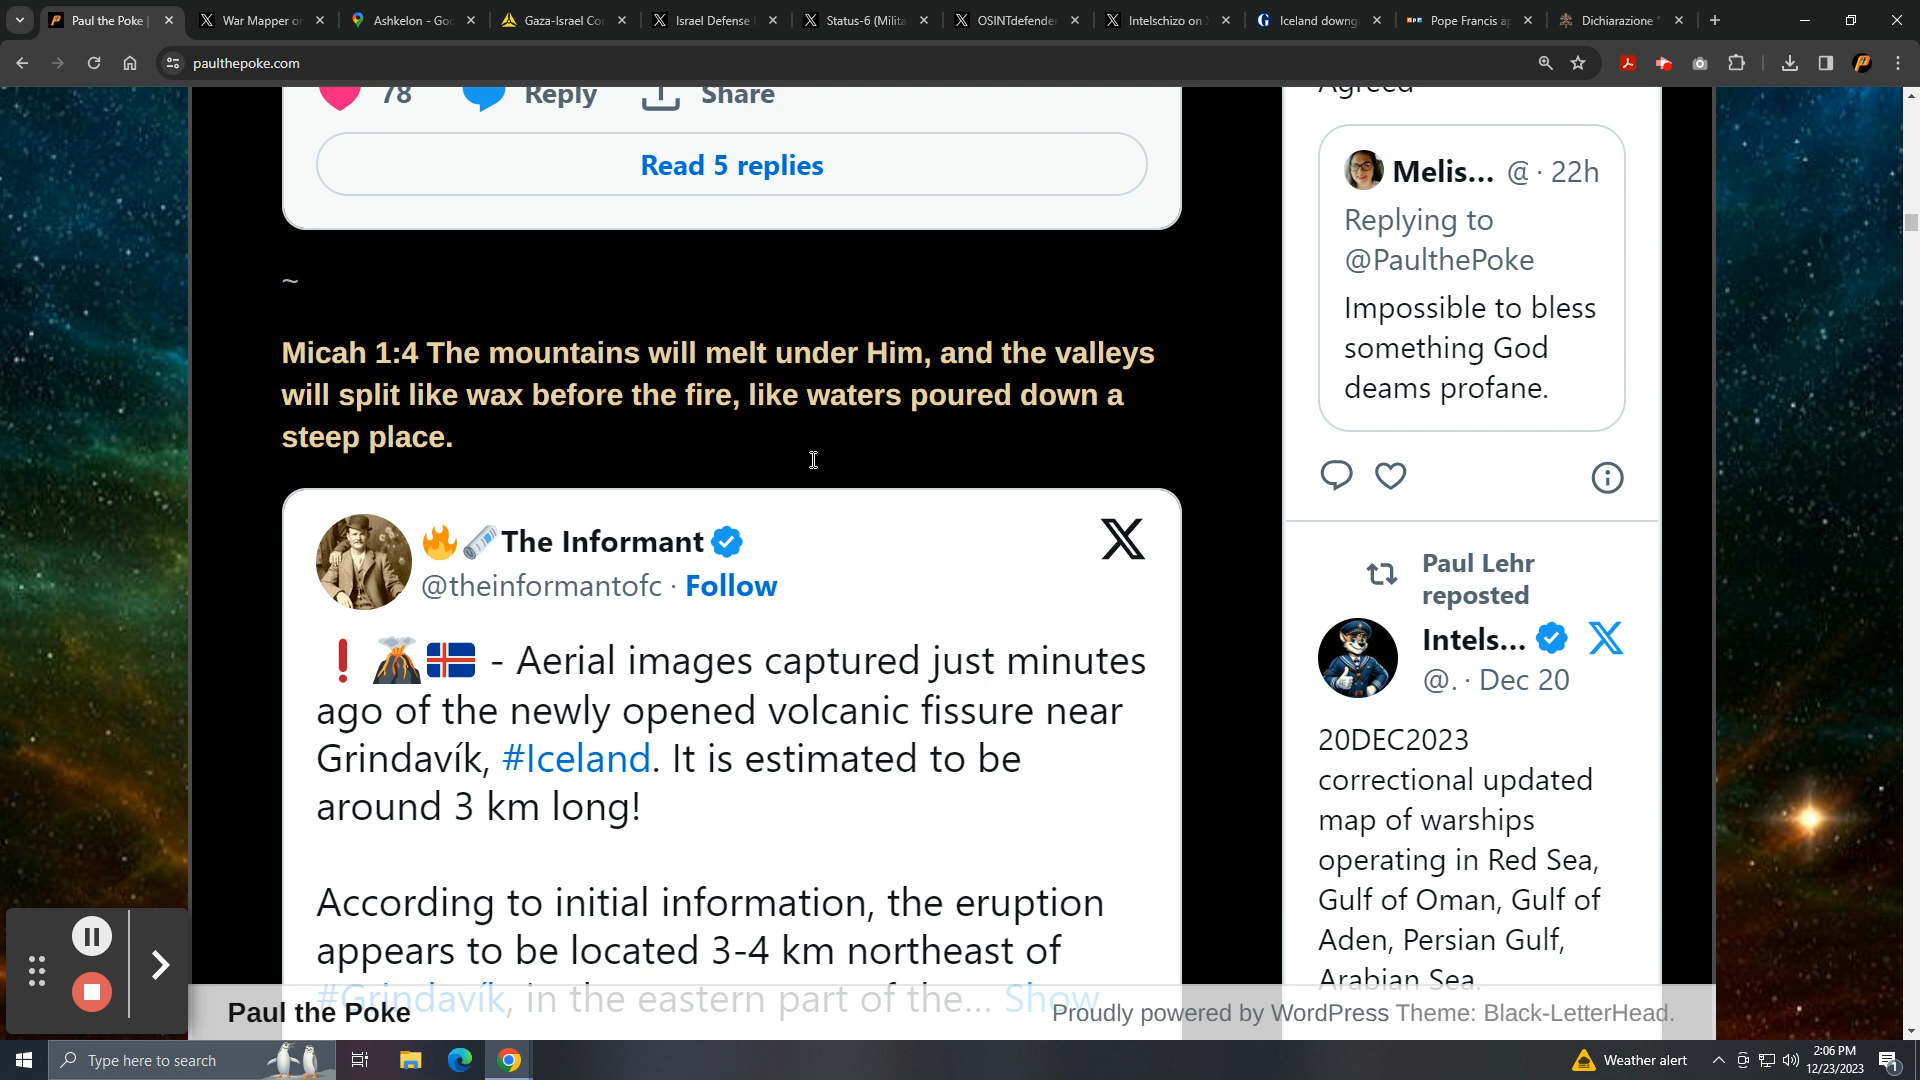 Paul the Poke |
War Mapper o
Ashkelon - Goo
Gaza-Israel Co
Israel Defense
Status-6 (Milita
OSINTdefende
Intelschizo on
Iceland downg
Pope Francis a
Dichiarazione "
paulthepoke.com
78 Reply Share
Read 5 replies
~
Micah 1:4 The mountains will melt under Him, and the valleys
will split like wax before the fire, like waters poured down a
steep place.
The Informant
@theinformantofc · Follow
X
❗🌋🇮🇸 - Aerial images captured just minutes
ago of the newly opened volcanic fissure near
Grindavík, #Iceland. It is estimated to be
around 3 km long!
According to initial information, the eruption
appears to be located 3-4 km northeast of
#Grindavík, in the eastern part of the... Show
Agreed
Melis... @ · 22h
Replying to
@PaulthePoke
Impossible to bless
something God
deams profane.
Paul Lehr
reposted
Intels...
@. · Dec 20
20DEC2023
correctional updated
map of warships
operating in Red Sea,
Gulf of Oman, Gulf of
Aden, Persian Gulf,
Arabian Sea.
Paul the Poke
Proudly powered by WordPress Theme: Black-LetterHead.
Type here to search
Weather alert
2:06 PM
12/23/2023
1